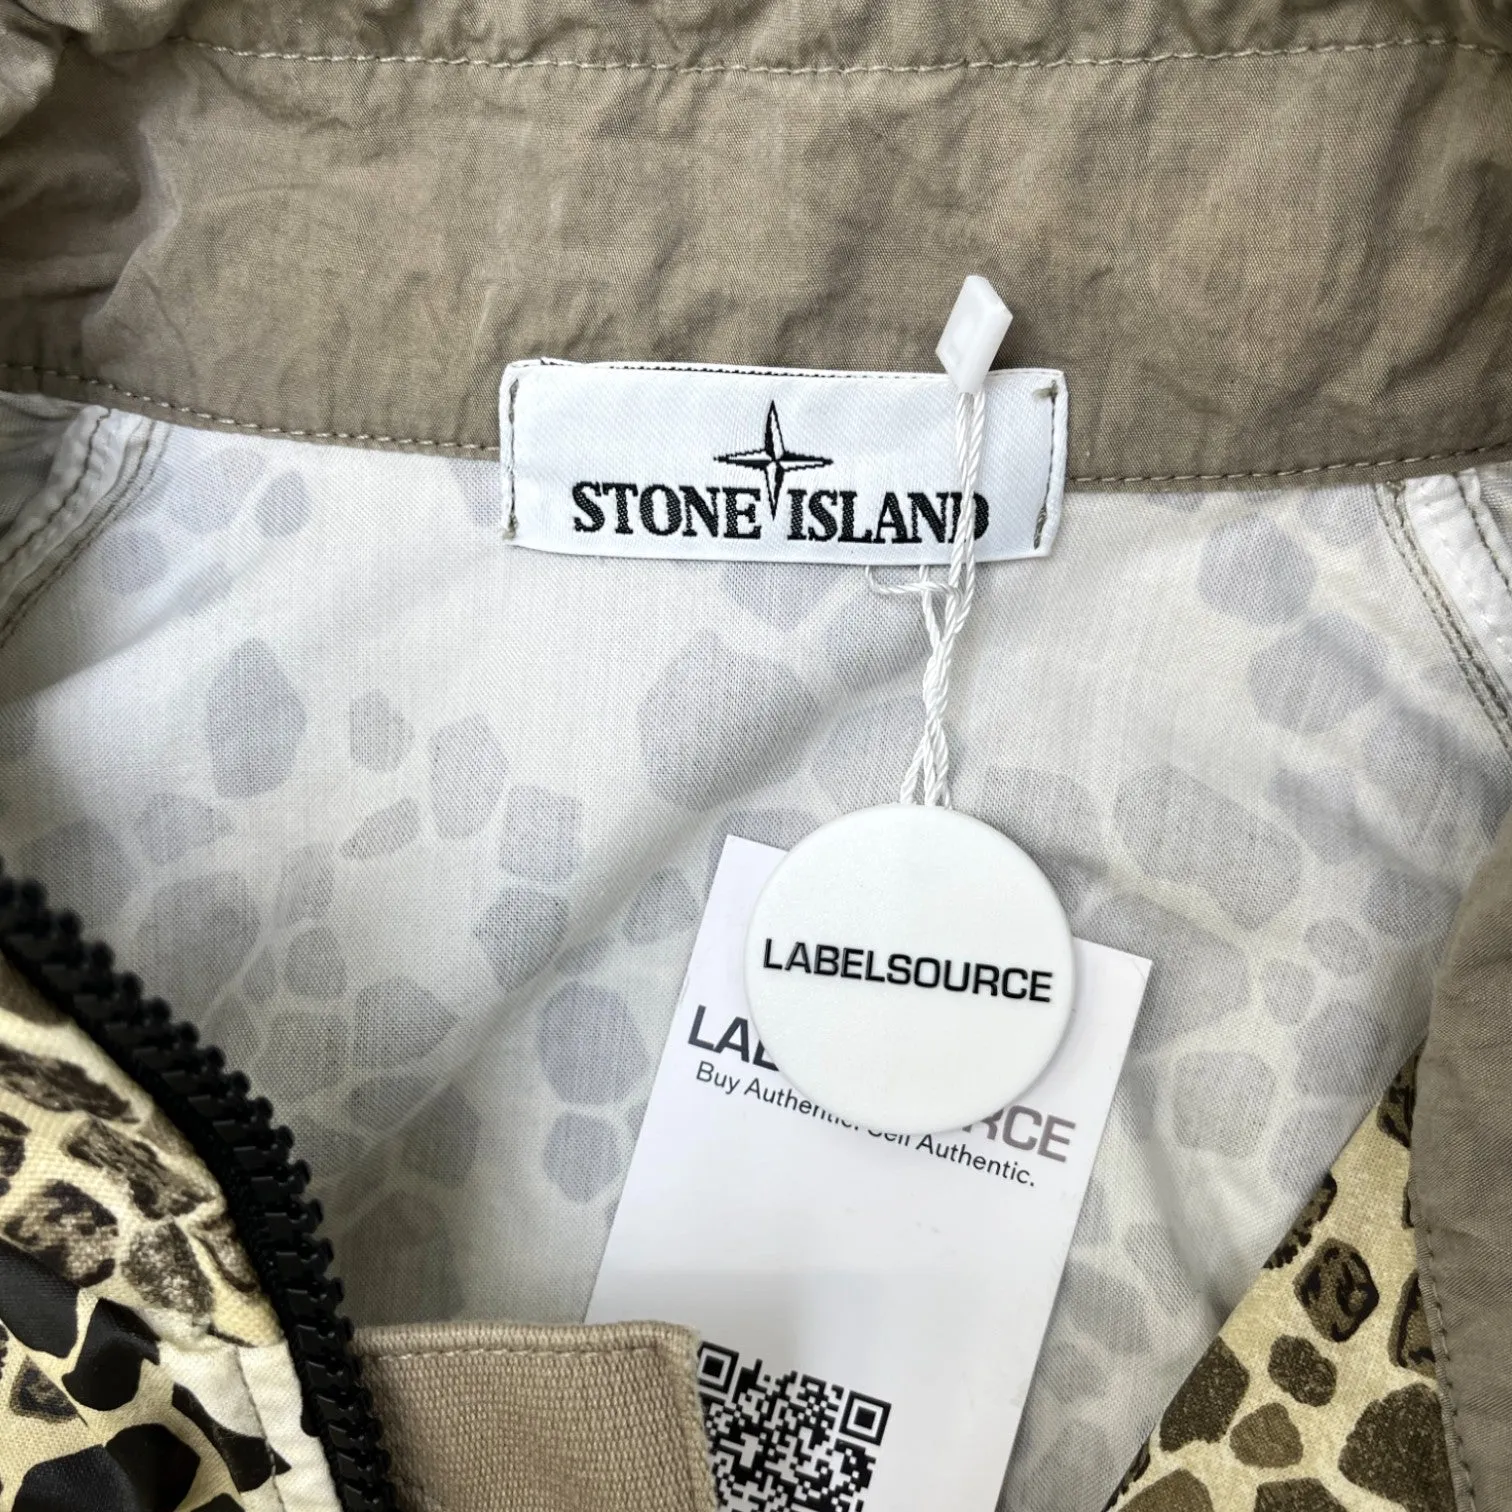 STONE ISLAND
LABELSOURCE
Buy Authentic. Sell Authentic.